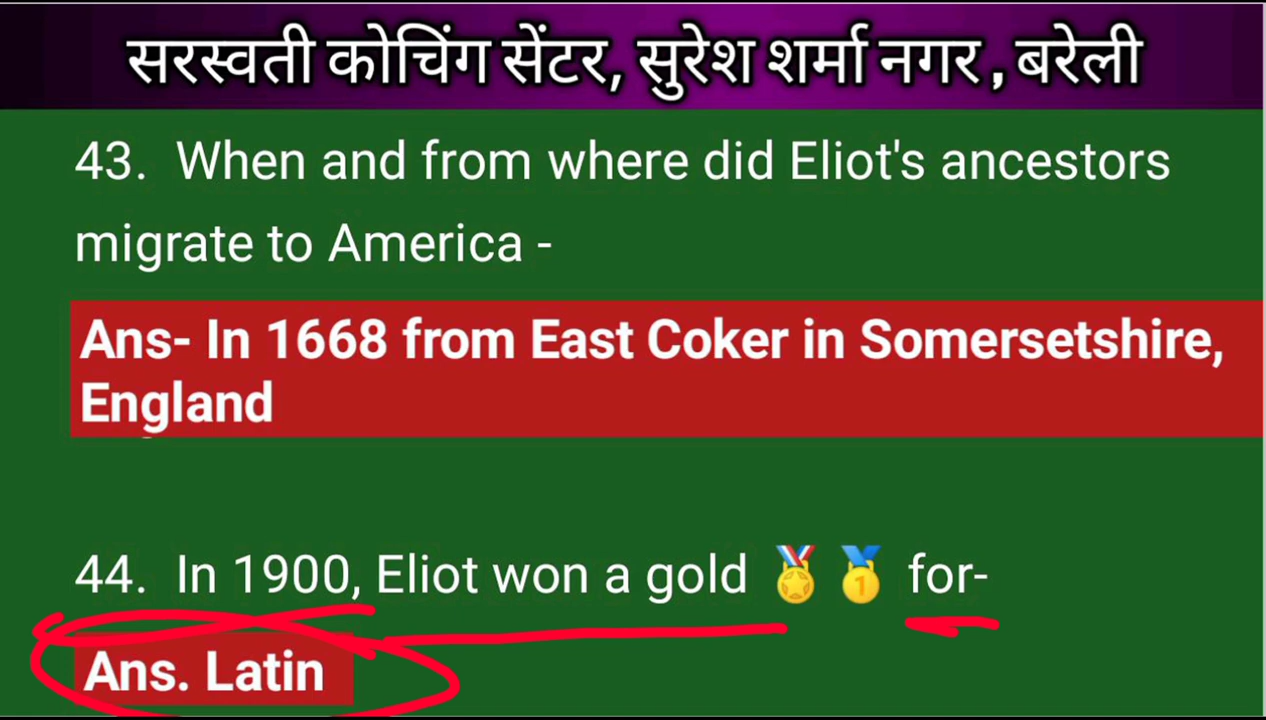 सरस्वती कोचिंग सेंटर, सुरेश शर्मा नगर, बरेली
43. When and from where did Eliot's ancestors
migrate to America -
Ans- In 1668 from East Coker in Somersetshire,
England
44. In 1900, Eliot won a gold 🏅 🥇 for-
Ans. Latin